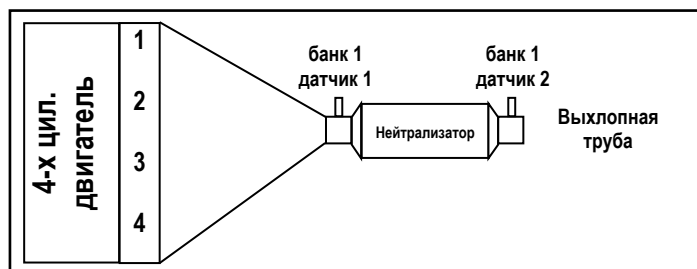 4-х цил.
двигатель
1
2
3
4
банк 1
датчик 1
Нейтрализатор
банк 1
датчик 2
Выхлопная
труба